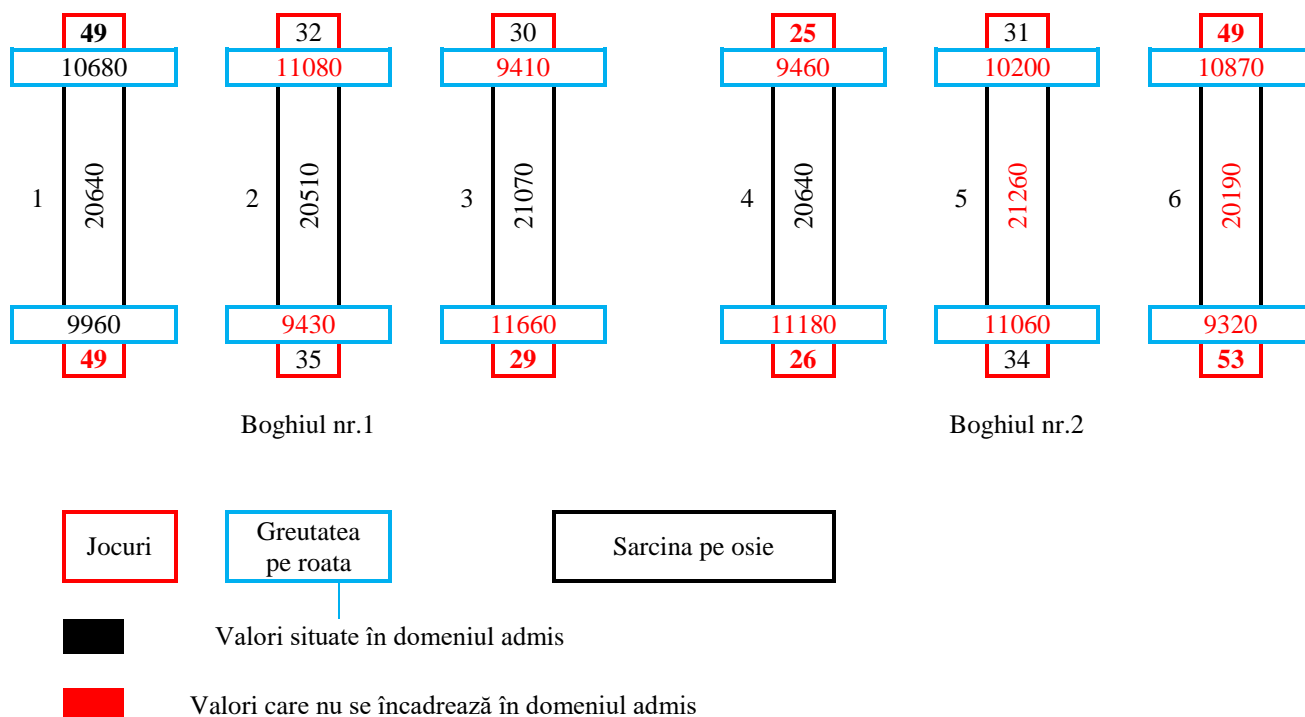 49 32 30 25 31 49
10680 11080 9410 9460 10200 10870
1 20640 2 20510 3 21070 4 20640 5 21260 6 20190
9960 9430 11660 11180 11060 9320
49 35 29 26 34 53
Boghiul nr.1 Boghiul nr.2
Jocuri
Greutatea
pe roata
Sarcina pe osie
Valori situate în domeniul admis
Valori care nu se încadrează în domeniul admis